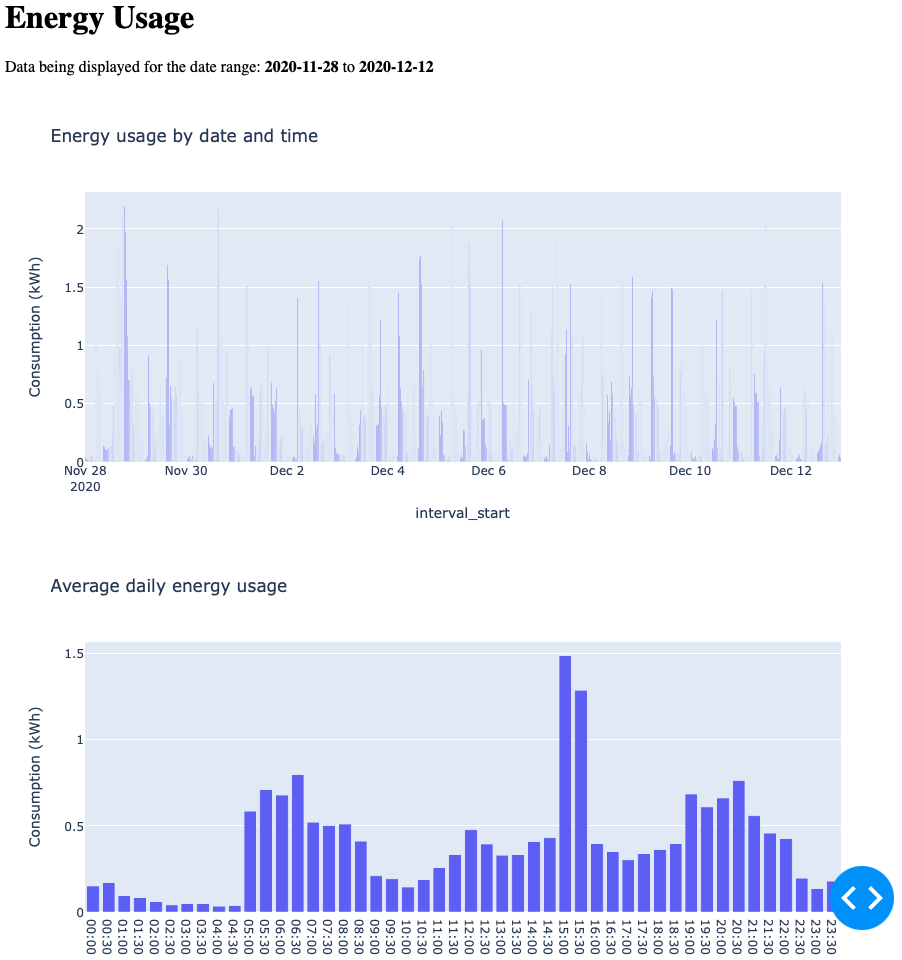 Energy Usage
Data being displayed for the date range: 2020-11-28 to 2020-12-12
Energy usage by date and time
Consumption (kWh)
2
1.5
1
0.5
0
Nov 28 Nov 30 Dec 2 Dec 4 Dec 6 Dec 8 Dec 10 Dec 12
2020
interval_start
Average daily energy usage
Consumption (kWh)
1.5
1
0.5
0
00:00 00:30 01:00 01:30 02:00 02:30 03:00 03:30 04:00 04:30 05:00 05:30 06:00 06:30 07:00 07:30 08:00 08:30 09:00 09:30 10:00 10:30 11:00 11:30 12:00 12:30 13:00 13:30 14:00 14:30 15:00 15:30 16:00 16:30 17:00 17:30 18:00 18:30 19:00 19:30 20:00 20:30 21:00 21:30 22:00 22:30 23:00 23:30